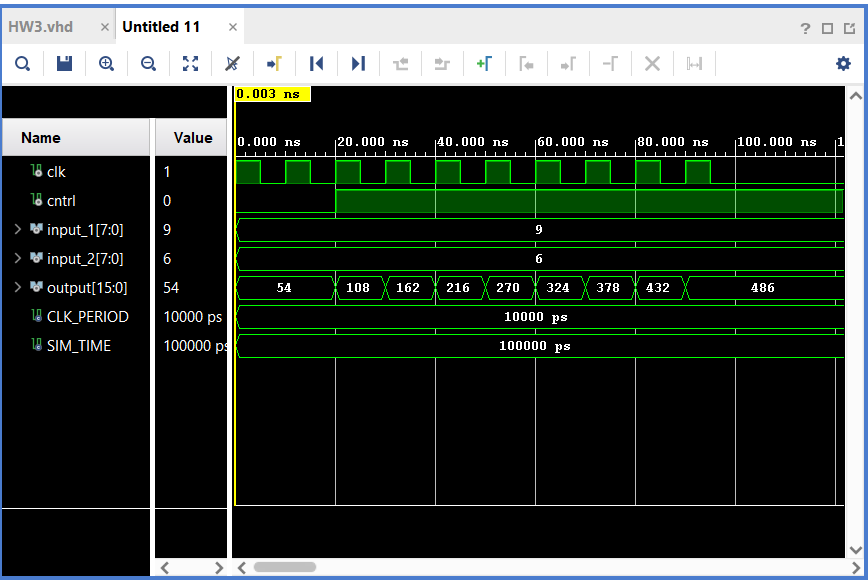 HW3.vhd × Untitled 11 ×
0.003 ns
0.000 ns 20.000 ns 40.000 ns 60.000 ns 80.000 ns 100.000 ns 1
Name Value
clk 1
cntrl 0
input_1[7:0] 9 9
input_2[7:0] 6 6
output[15:0] 54 54 108 162 216 270 324 378 432 486
CLK_PERIOD 10000 ps 10000 ps
SIM_TIME 100000 ps 100000 ps